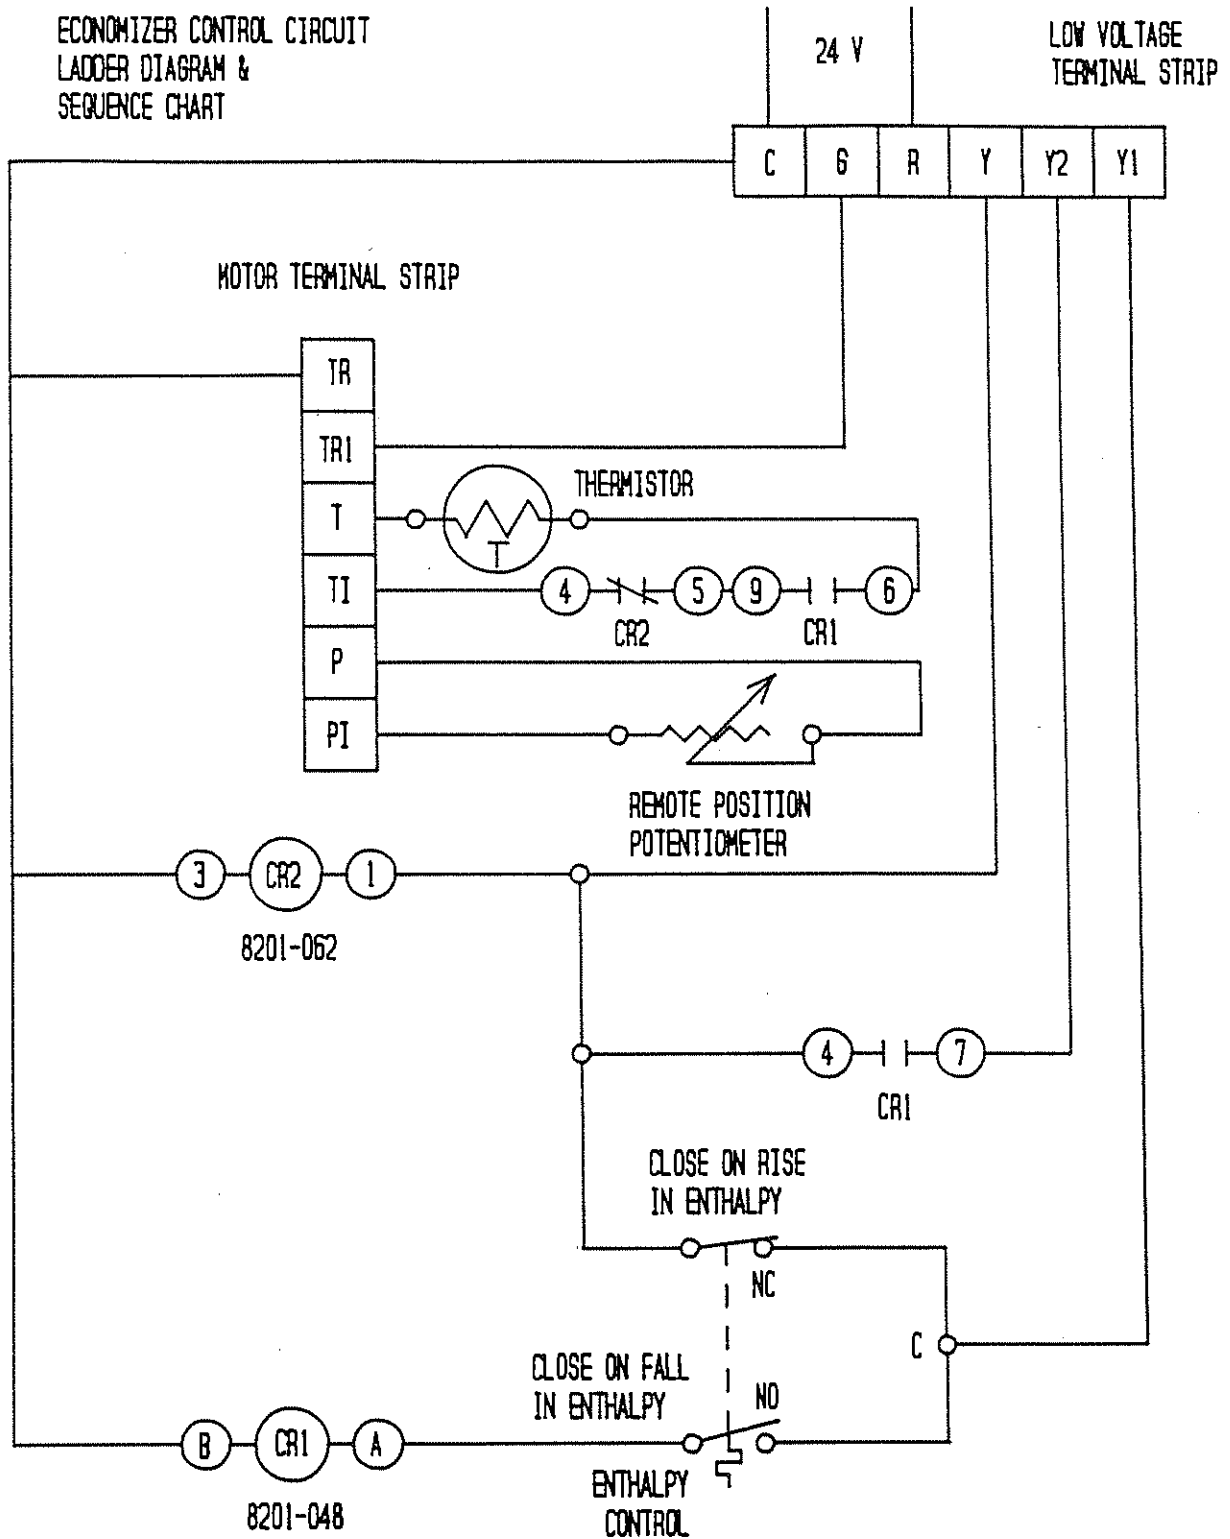 ECONOMIZER CONTROL CIRCUIT
LADDER DIAGRAM &
SEQUENCE CHART
24 V
LOW VOLTAGE
TERMINAL STRIP
C G R Y Y2 Y1
MOTOR TERMINAL STRIP
TR
TR1
T
THERMISTOR
T
TI
4 5 9 6
CR2 CR1
P
PI
REMOTE POSITION
POTENTIOMETER
3 CR2 1
8201-062
4 7
CR1
CLOSE ON RISE
IN ENTHALPY
NC
C
CLOSE ON FALL
IN ENTHALPY
NO
B CR1 A
ENTHALPY
CONTROL
8201-048